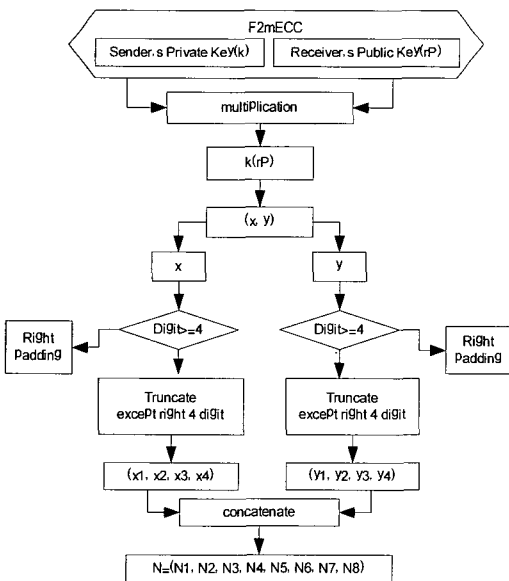 F2mECC
Sender,s Private Key(k)
Receiver,s Public Key(rP)
multiplication
k(rP)
(x, y)
x
y
Digit>=4
Digit>=4
Right
Padding
Right
Padding
Truncate
except right 4 digit
Truncate
except right 4 digit
(x1, x2, x3, x4)
(y1, y2, y3, y4)
concatenate
N=(N1, N2, N3, N4, N5, N6, N7, N8)